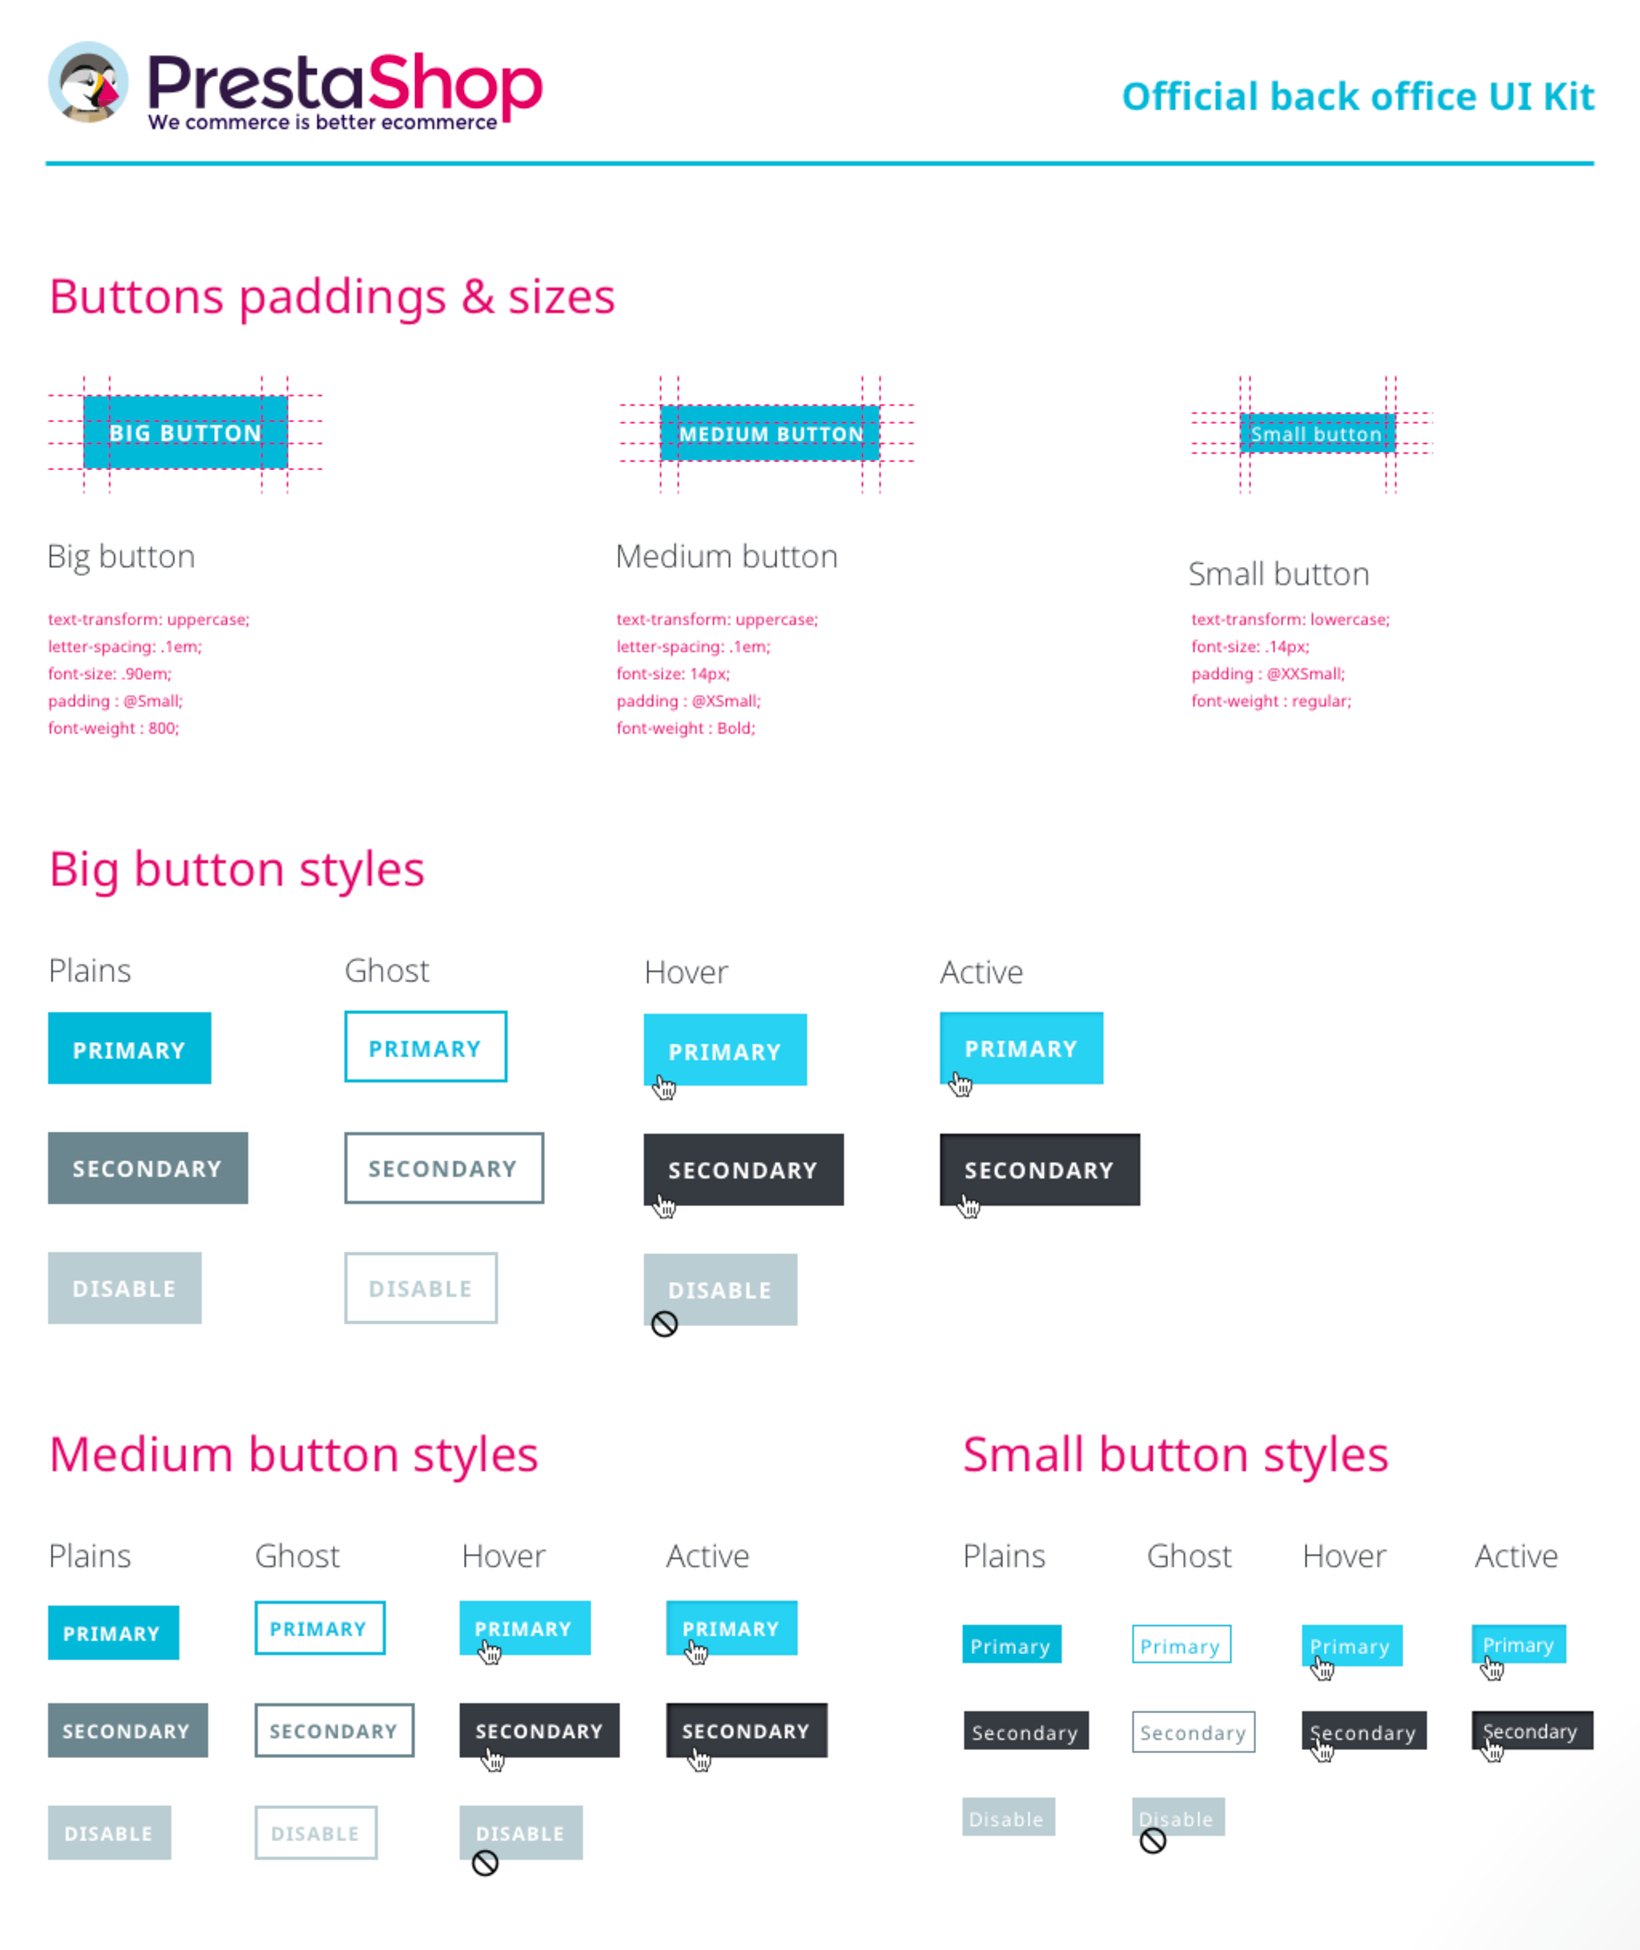 PrestaShop
We commerce is better ecommerce
Official back office UI Kit
Buttons paddings & sizes
BIG BUTTON
MEDIUM BUTTON
Small button
Big button
text-transform: uppercase;
letter-spacing: .1em;
font-size: .90em;
padding : @Small;
font-weight : 800;
Medium button
text-transform: uppercase;
letter-spacing: .1em;
font-size: 14px;
padding : @XSmall;
font-weight : Bold;
Small button
text-transform: lowercase;
font-size: .14px;
padding : @XXSmall;
font-weight : regular;
Big button styles
Plains Ghost Hover Active
PRIMARY PRIMARY PRIMARY PRIMARY
SECONDARY SECONDARY SECONDARY SECONDARY
DISABLE DISABLE DISABLE
Medium button styles
Plains Ghost Hover Active
PRIMARY PRIMARY PRIMARY PRIMARY
SECONDARY SECONDARY SECONDARY SECONDARY
DISABLE DISABLE DISABLE
Small button styles
Plains Ghost Hover Active
Primary Primary Primary Primary
Secondary Secondary Secondary Secondary
Disable Disable